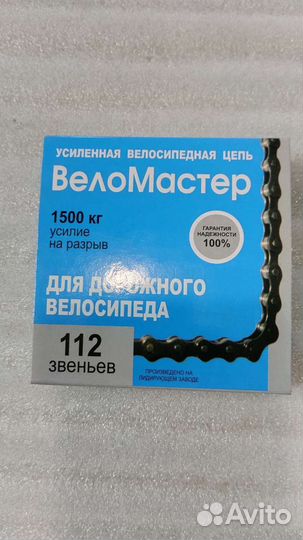 УСИЛЕННАЯ ВЕЛОСИПЕДНАЯ ЦЕПЬ
ВелоМастер
1500 кг
усилие
на разрыв
ГАРАНТИЯ
НАДЕЖНОСТИ
100%
ДЛЯ ДОРОЖНОГО
ВЕЛОСИПЕДА
112
звеньев
ПРОИЗВЕДЕНО НА
ЛИДИРУЮЩЕМ ЗАВОДЕ
Avito